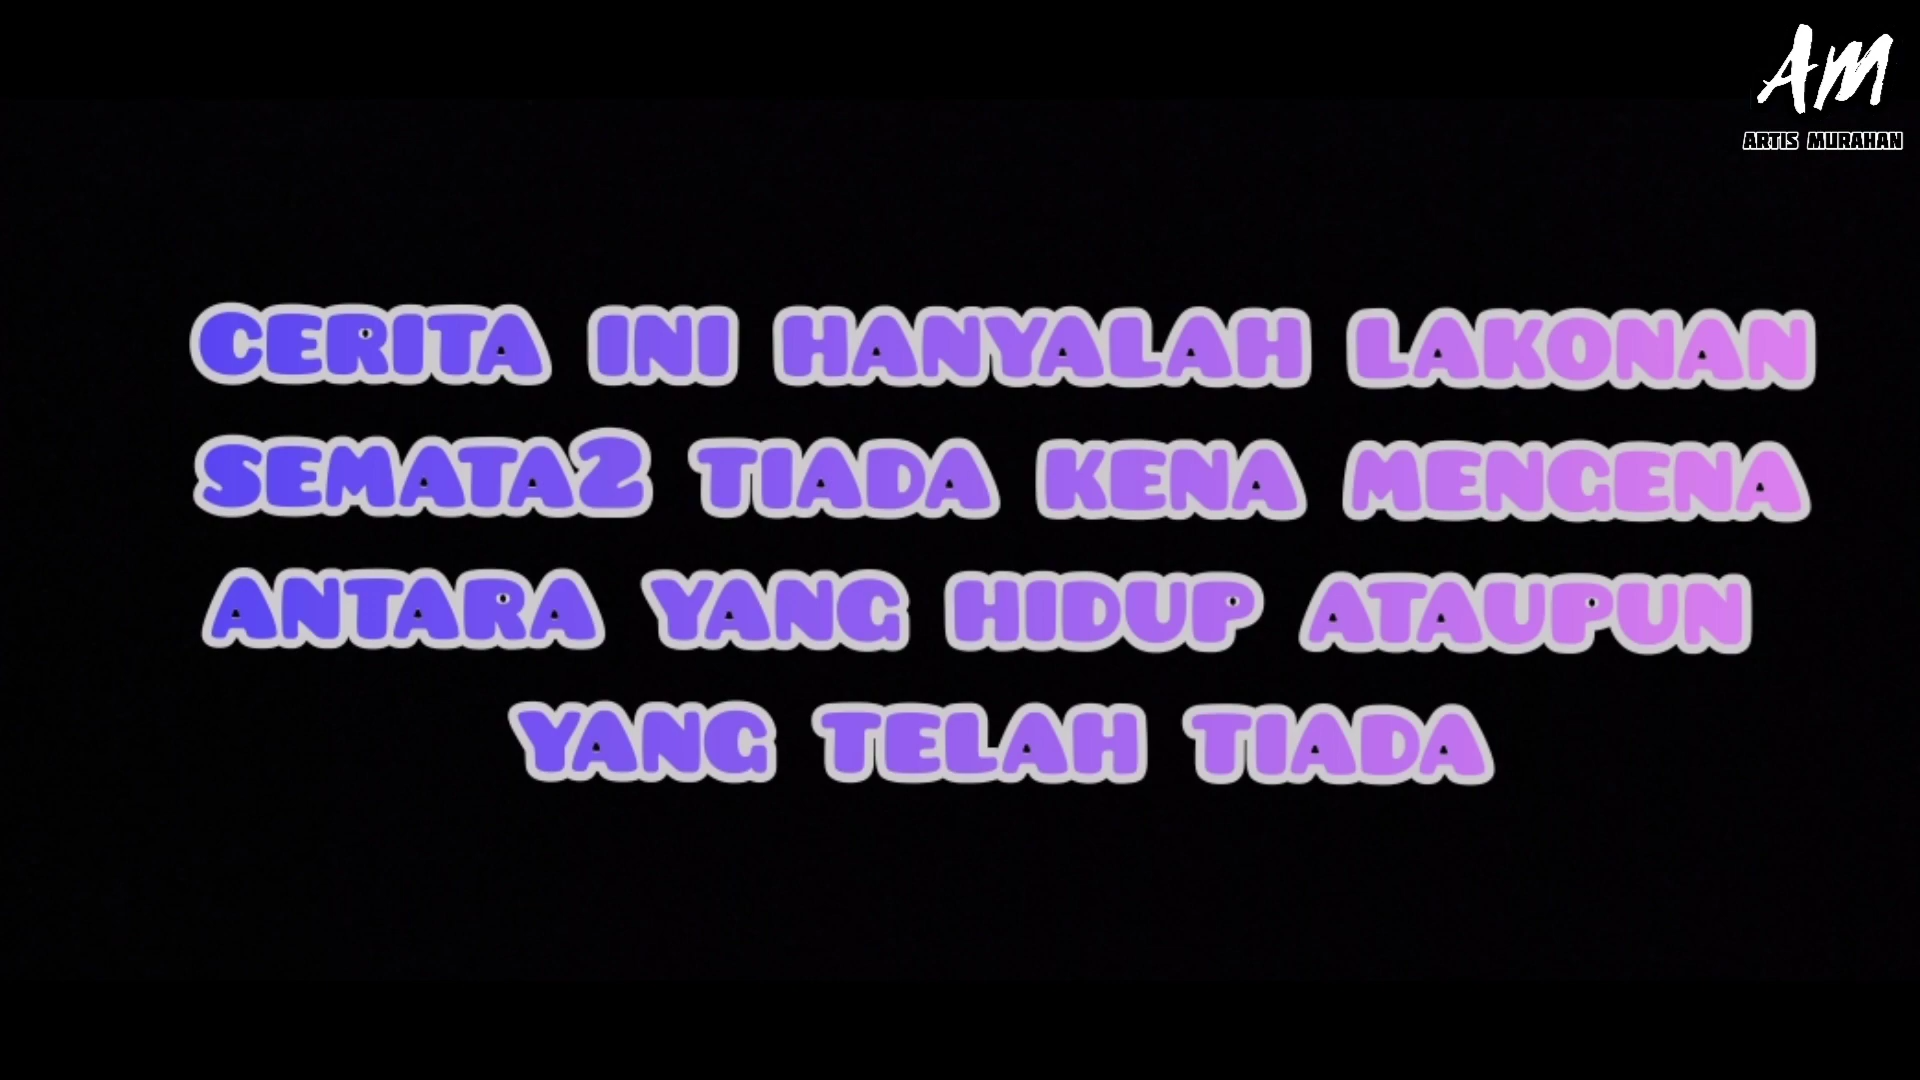 AM
ARTIS MURAHAN
CERITA INI HANYALAH LAKONAN
SEMATA2 TIADA KENA MENGENA
ANTARA YANG HIDUP ATAUPUN
YANG TELAH TIADA